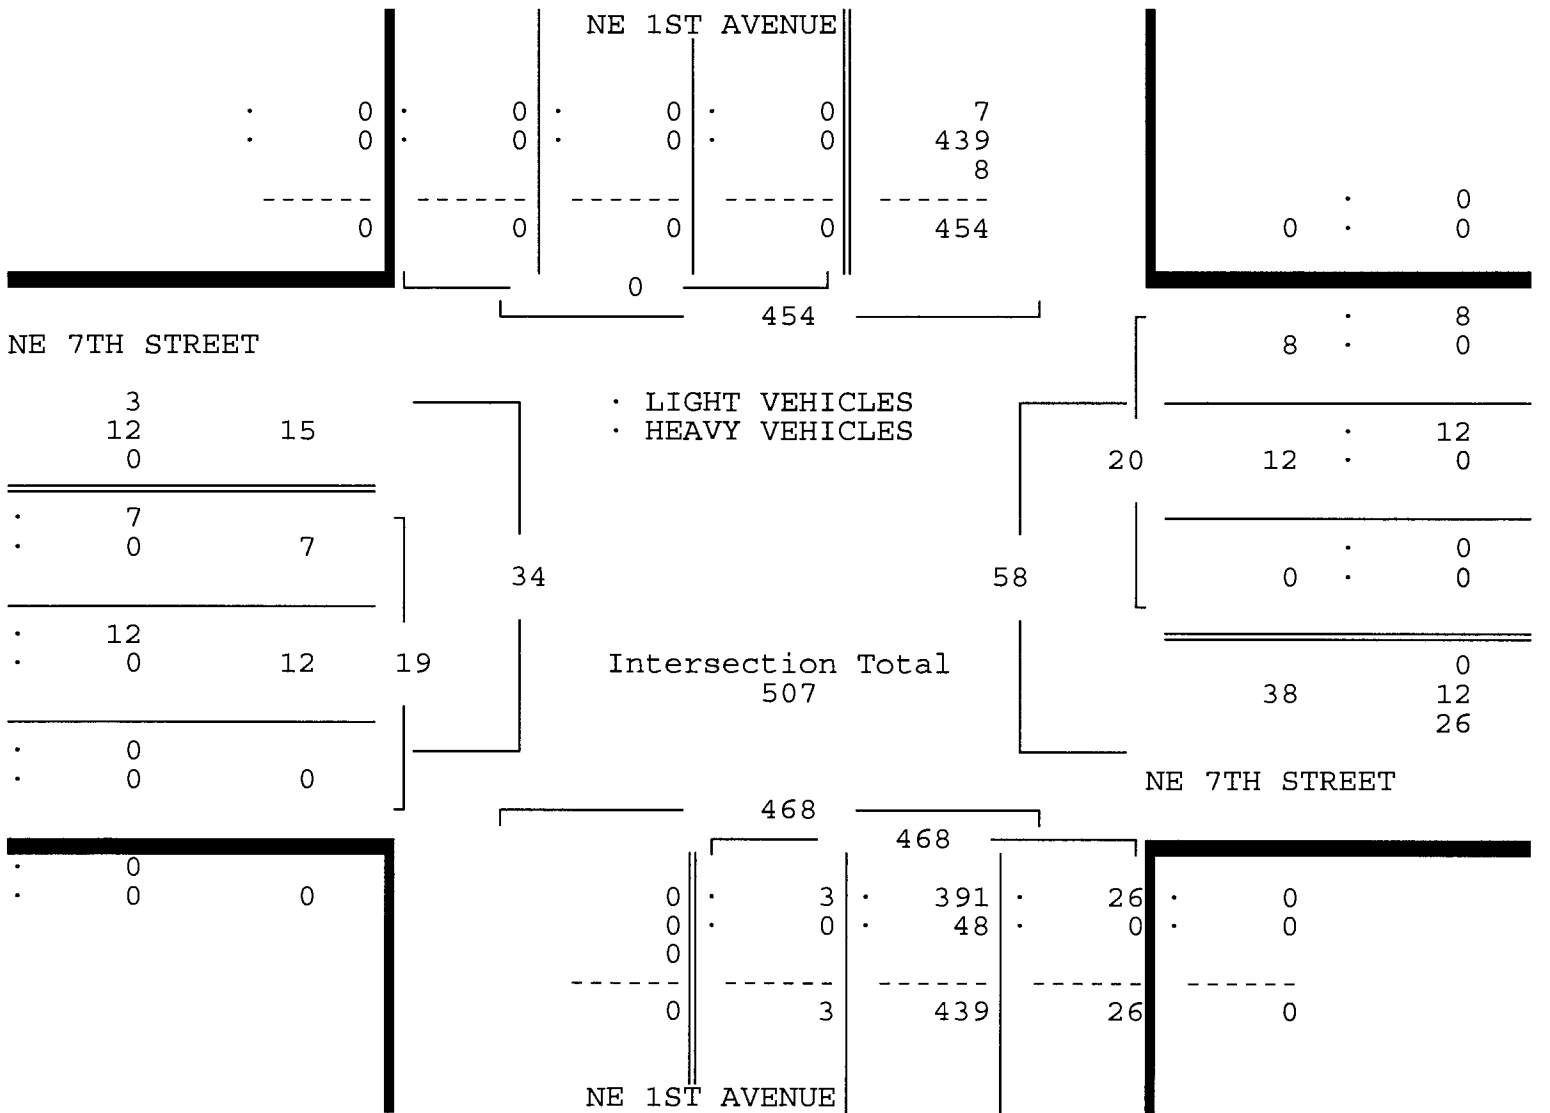 NE 1ST AVENUE
· 0 · 0 · 0 · 0 7
· 0 · 0 · 0 · 0 439
8
------ ------ ------ ------ ------
· 0
0 0 0 0 454 0 · 0
0
454 · 8
NE 7TH STREET 8 · 0
3 · LIGHT VEHICLES
12 15 · HEAVY VEHICLES · 12
0 20 12 · 0
· 7
· 0 7 · 0
34 58 0 · 0
· 12
· 0 12 19 Intersection Total 0
507 38 12
26
· 0
· 0 0 NE 7TH STREET
468
468
· 0
· 0 0 0 · 3 · 391 · 26 · 0
0 · 0 · 48 · 0 · 0
0
------ ------ ------ ------ ------
0 3 439 26 0
NE 1ST AVENUE